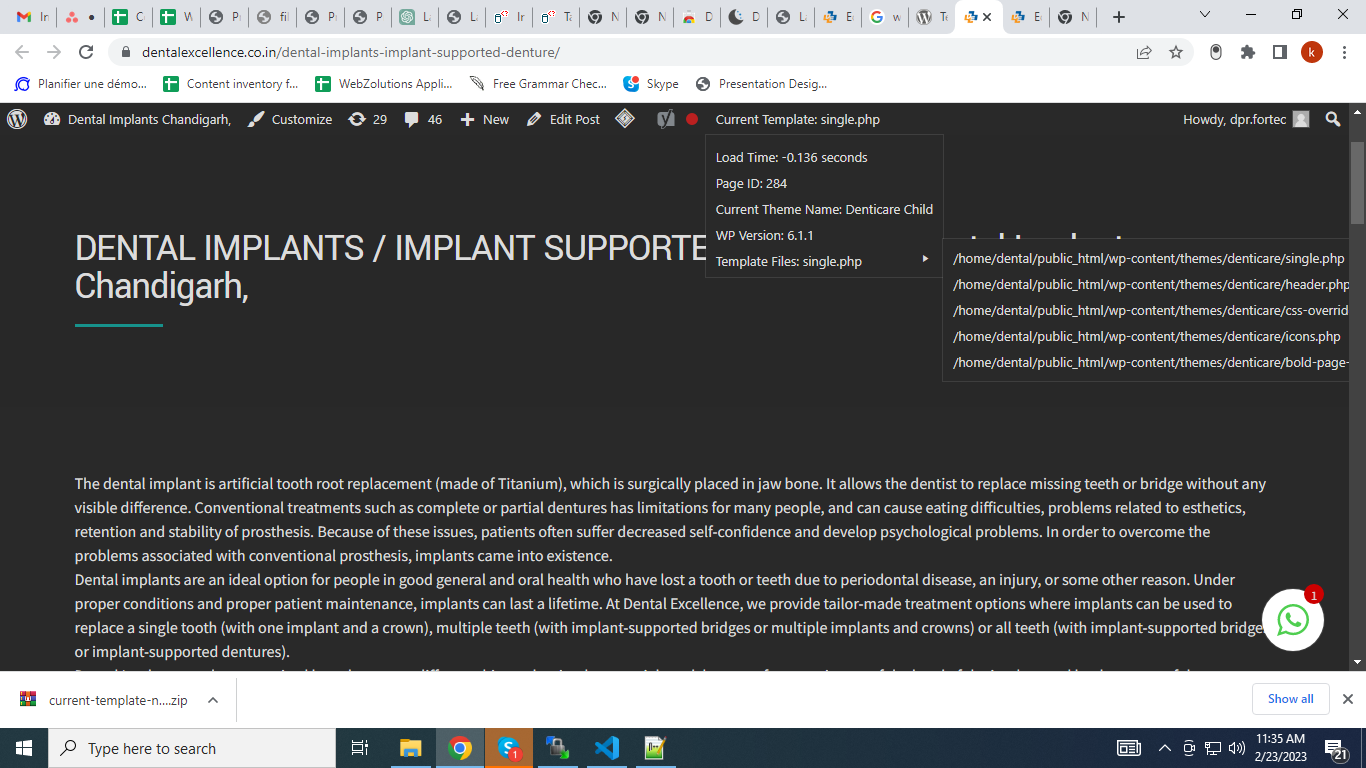 In
C
W
Pr
fil
Pr
P
La
La
Ir
Ta
N
N
D
D
La
E
w
Te
E
N
dentalexcellence.co.in/dental-implants-implant-supported-denture/
k
Planifier une démo...
Content inventory f...
WebZolutions Appli...
Free Grammar Chec...
Skype
Presentation Desig...
Dental Implants Chandigarh,
Customize
29
46
New
Edit Post
Current Template: single.php
Howdy, dpr.fortec
Load Time: -0.136 seconds
Page ID: 284
Current Theme Name: Denticare Child
WP Version: 6.1.1
Template Files: single.php
/home/dental/public_html/wp-content/themes/denticare/single.php
/home/dental/public_html/wp-content/themes/denticare/header.php
/home/dental/public_html/wp-content/themes/denticare/css-overrid
/home/dental/public_html/wp-content/themes/denticare/icons.php
/home/dental/public_html/wp-content/themes/denticare/bold-page-
DENTAL IMPLANTS / IMPLANT SUPPORTE
Chandigarh,
The dental implant is artificial tooth root replacement (made of Titanium), which is surgically placed in jaw bone. It allows the dentist to replace missing teeth or bridge without any
visible difference. Conventional treatments such as complete or partial dentures has limitations for many people, and can cause eating difficulties, problems related to esthetics,
retention and stability of prosthesis. Because of these issues, patients often suffer decreased self-confidence and develop psychological problems. In order to overcome the
problems associated with conventional prosthesis, implants came into existence.
Dental implants are an ideal option for people in good general and oral health who have lost a tooth or teeth due to periodontal disease, an injury, or some other reason. Under
proper conditions and proper patient maintenance, implants can last a lifetime. At Dental Excellence, we provide tailor-made treatment options where implants can be used to
replace a single tooth (with one implant and a crown), multiple teeth (with implant-supported bridges or multiple implants and crowns) or all teeth (with implant-supported bridge
or implant-supported dentures).
1
current-template-n....zip
Show all
Type here to search
1
11:35 AM
2/23/2023
21